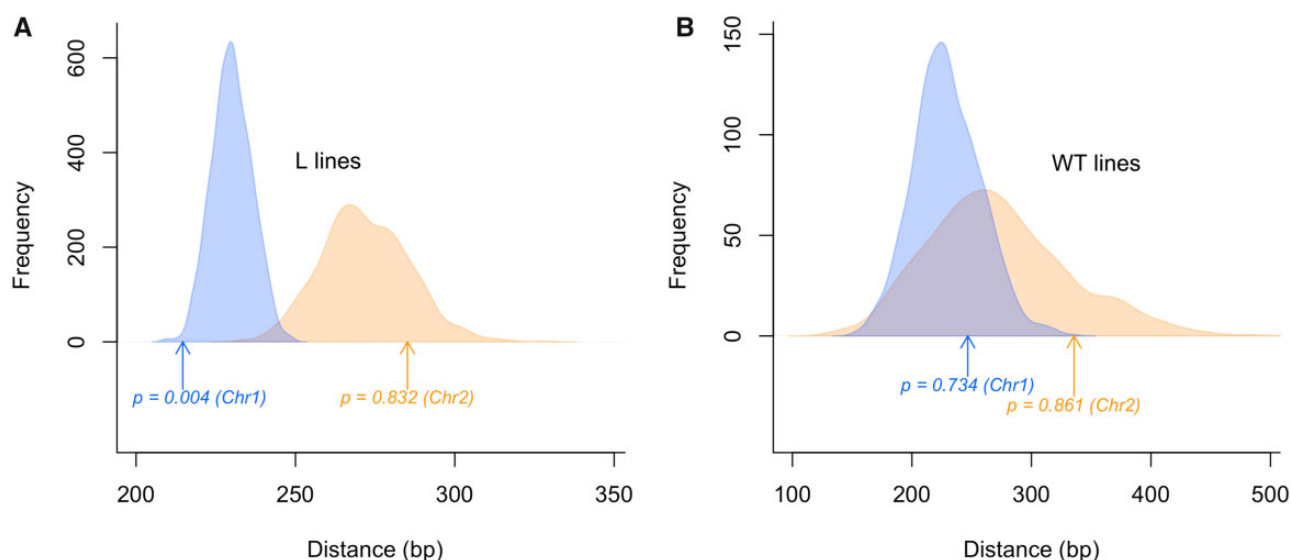 A
Frequency
600
400
200
0
L lines
p = 0.004 (Chr1)
p = 0.832 (Chr2)
200
250
300
350
Distance (bp)
B
Frequency
150
100
50
0
WT lines
p = 0.734 (Chr1)
p = 0.861 (Chr2)
100
200
300
400
500
Distance (bp)